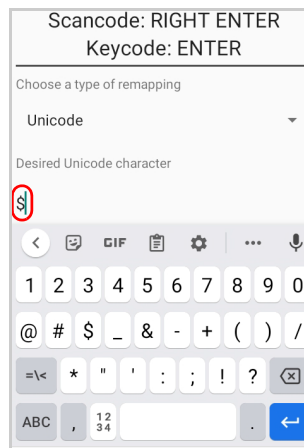 Scancode: RIGHT ENTER
Keycode: ENTER
Choose a type of remapping
Unicode
Desired Unicode character
$
GIF
1 2 3 4 5 6 7 8 9 0
@ # $ _ & - + ( ) /
=\< * " ' : ; ! ?
ABC , 12 34 .